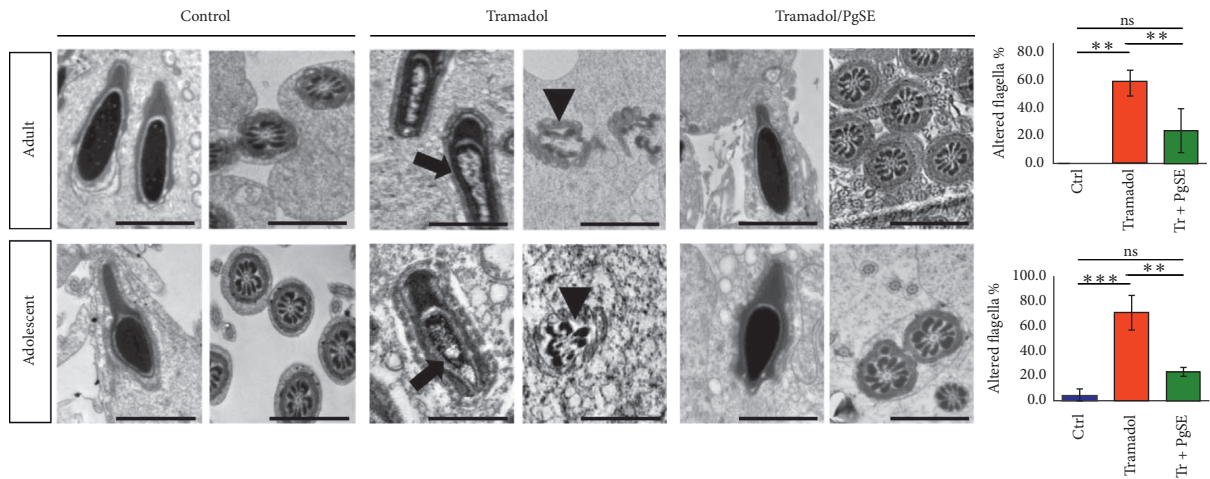 Control
Tramadol
Tramadol/PgSE
Adult
Adolescent
ns
**
**
Altered flagella %
80.0
60.0
40.0
20.0
0.0
Ctrl
Tramadol
Tr + PgSE
ns
***
**
Altered flagella %
100.0
80.0
60.0
40.0
20.0
0.0
Ctrl
Tramadol
Tr + PgSE